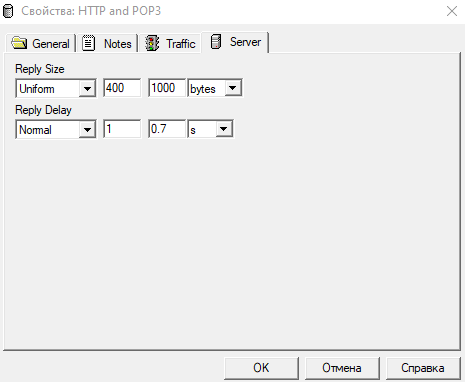 Свойства: HTTP and POP3
General Notes Traffic Server
Reply Size
Uniform 400 1000 bytes
Reply Delay
Normal 1 0.7 s
OK Отмена Справка